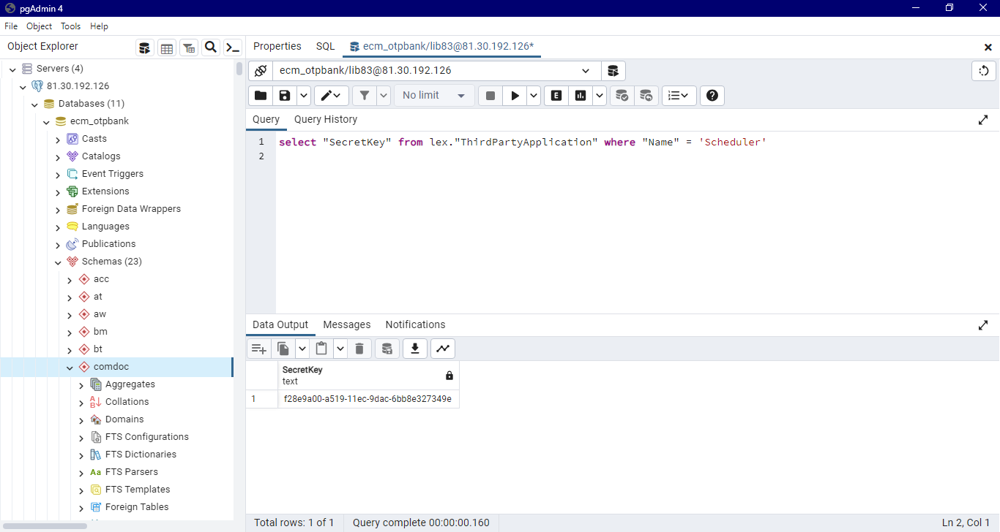 pgAdmin 4
File Object Tools Help
Object Explorer
Properties SQL ecm_otpbank/lib83@81.30.192.126*
Servers (4)
81.30.192.126
Databases (11)
ecm_otpbank
Casts
Catalogs
Event Triggers
Extensions
Foreign Data Wrappers
Languages
Publications
Schemas (23)
acc
at
aw
bm
bt
comdoc
Aggregates
Collations
Domains
FTS Configurations
FTS Dictionaries
Aa FTS Parsers
FTS Templates
Foreign Tables
ecm_otpbank/lib83@81.30.192.126
No limit E
Query Query History
1 select "SecretKey" from lex."ThirdPartyApplication" where "Name" = 'Scheduler'
2
Data Output Messages Notifications
SecretKey
text
1 f28e9a00-a519-11ec-9dac-6bb8e327349e
Total rows: 1 of 1 Query complete 00:00:00.160 Ln 2, Col 1